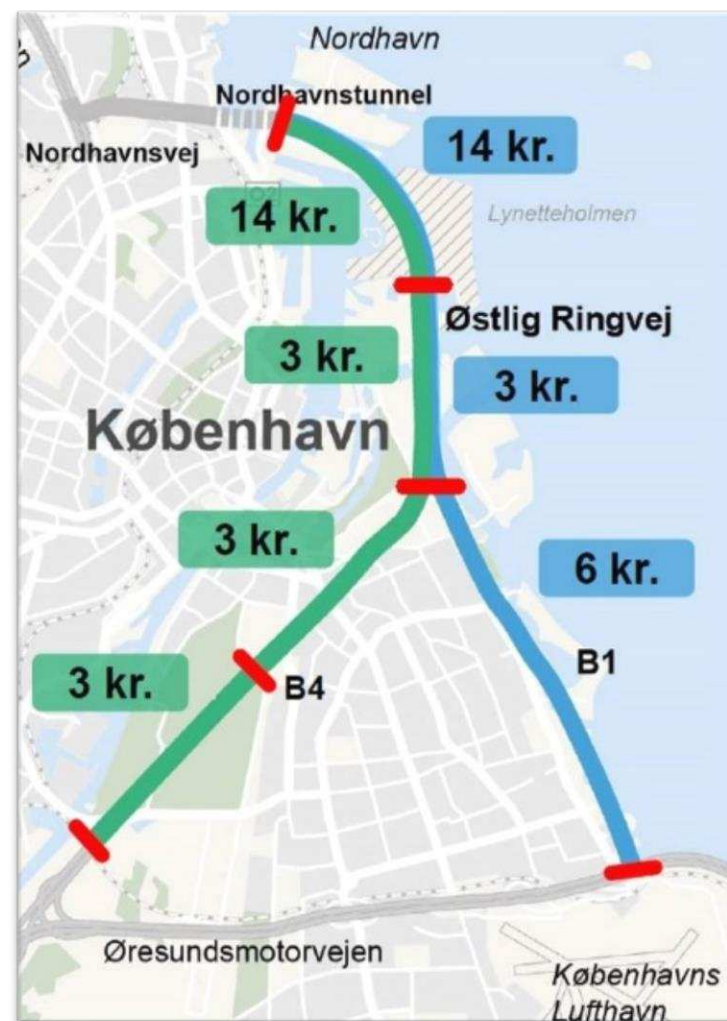 Nordhavn
Nordhavnstunnel
Nordhavnsvej
14 kr.
14 kr.
Lynetteholmen
Østlig Ringvej
3 kr.
3 kr.
København
3 kr.
6 kr.
B1
3 kr.
B4
Øresundsmotorvejen
Københavns
Lufthavn